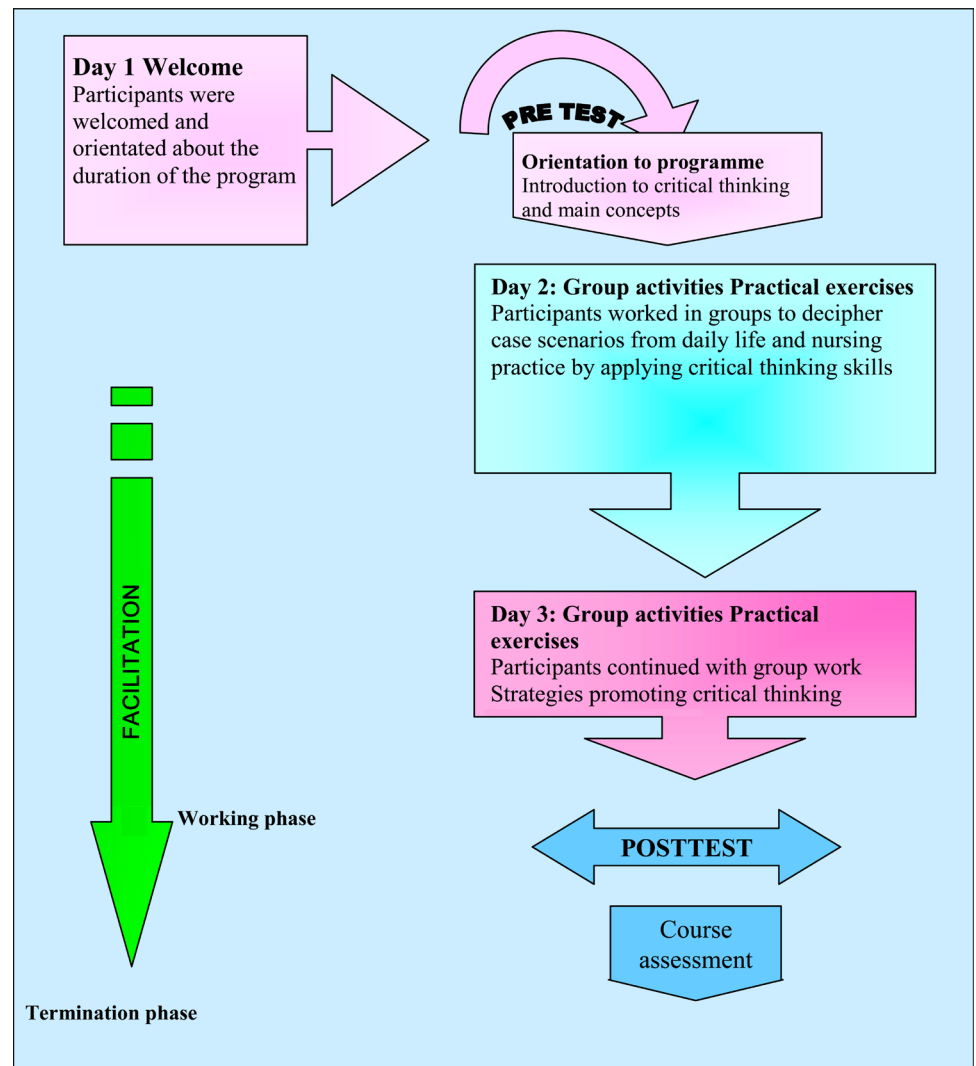 Day 1 Welcome
Participants were
welcomed and
orientated about the
duration of the program
PRE TEST
Orientation to programme
Introduction to critical thinking
and main concepts
Day 2: Group activities Practical exercises
Participants worked in groups to decipher
case scenarios from daily life and nursing
practice by applying critical thinking skills
Day 3: Group activities Practical
exercises
Participants continued with group work
Strategies promoting critical thinking
FACILITATION
Working phase
POSTTEST
Course
assessment
Termination phase